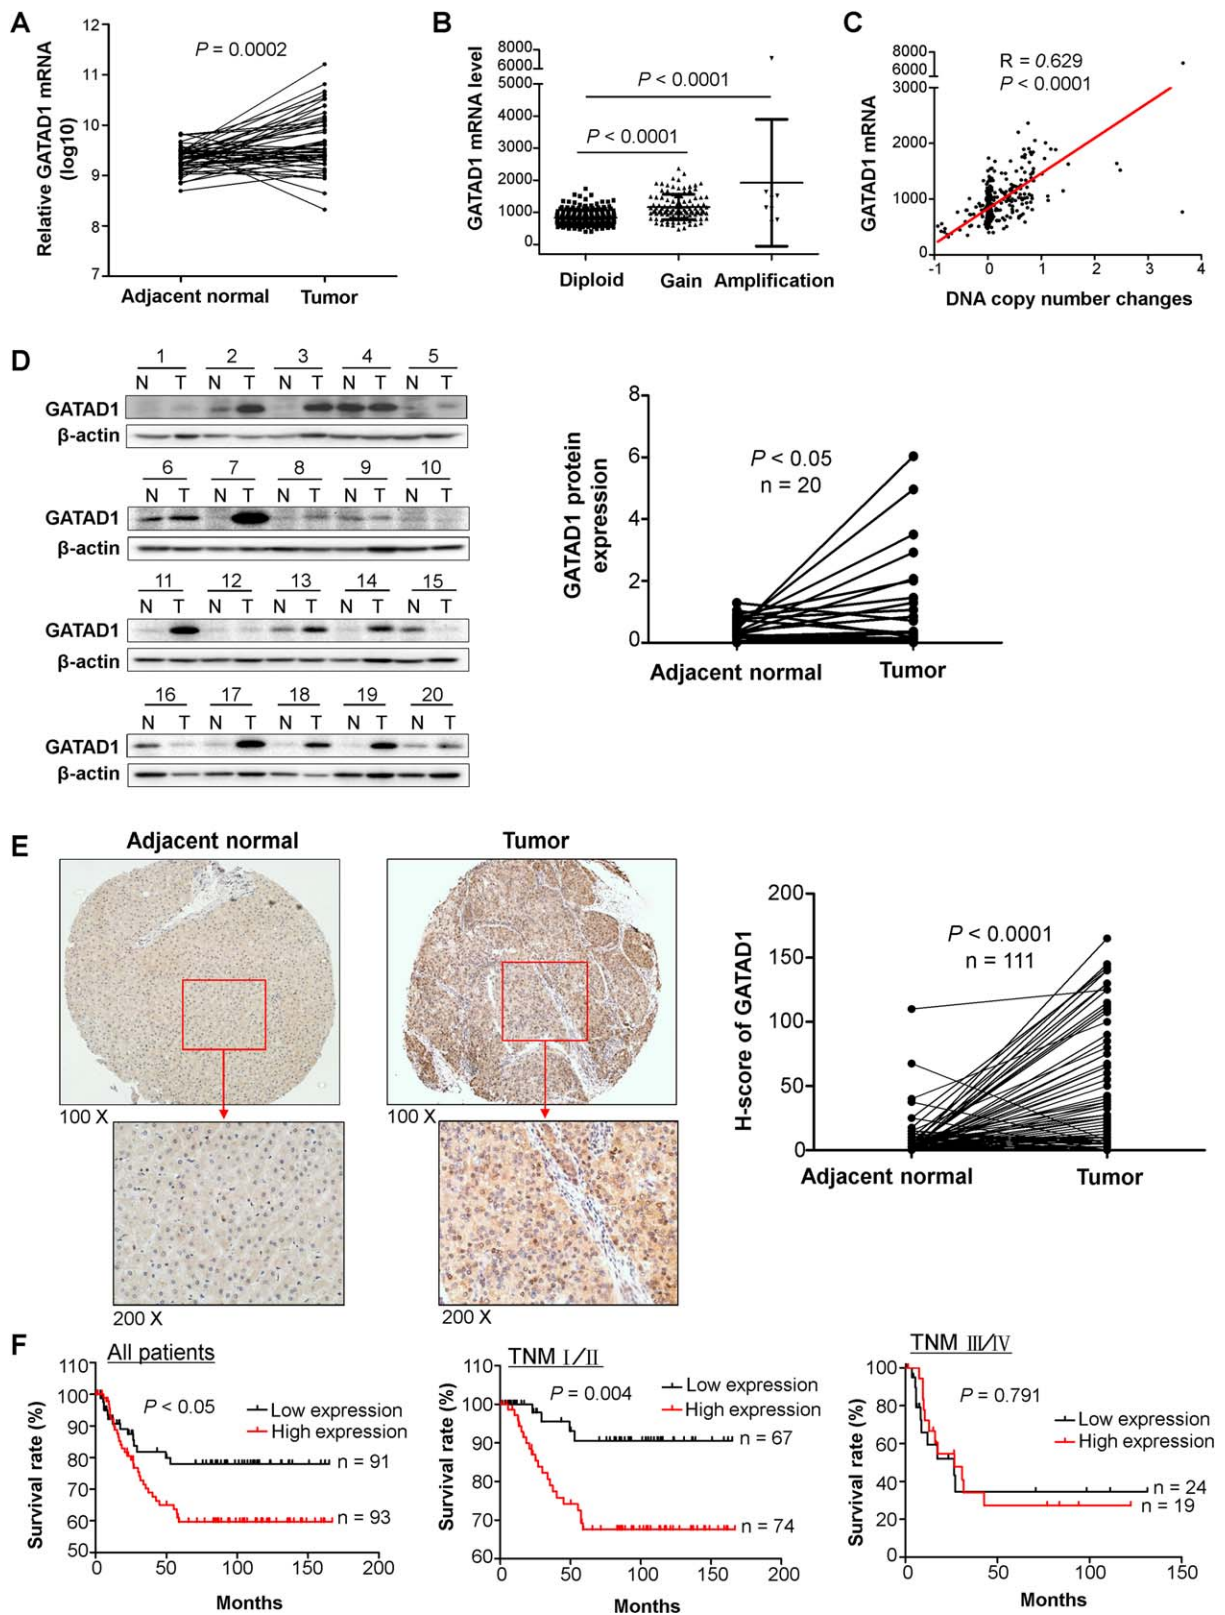 A
Relative GATAD1 mRNA
(log10)
12
11
10
9
8
7
P = 0.0002
Adjacent normal
Tumor
B
GATAD1 mRNA level
8000
6000
5000
4000
3000
2000
1000
0
P < 0.0001
P < 0.0001
Diploid
Gain
Amplification
C
GATAD1 mRNA
8000
6000
3000
2000
1000
0
R = 0.629
P < 0.0001
-1 0 1 2 3 4
DNA copy number changes
D
1 2 3 4 5
N T N T N T N T N T
GATAD1
β-actin
6 7 8 9 10
N T N T N T N T N T
GATAD1
β-actin
11 12 13 14 15
N T N T N T N T N T
GATAD1
β-actin
16 17 18 19 20
N T N T N T N T N T
GATAD1
β-actin
GATAD1 protein
expression
8
6
4
2
0
P < 0.05
n = 20
Adjacent normal
Tumor
E
Adjacent normal
Tumor
100 X
100 X
200 X
200 X
H-score of GATAD1
200
150
100
50
0
P < 0.0001
n = 111
Adjacent normal
Tumor
F
All patients
Survival rate (%)
110
100
90
80
70
60
50
P < 0.05
Low expression
High expression
n = 91
n = 93
0 50 100 150 200
Months
TNM Ⅰ/Ⅱ
Survival rate (%)
110
100
90
80
70
60
P = 0.004
Low expression
High expression
n = 67
n = 74
0 50 100 150 200
Months
TNM Ⅲ/Ⅳ
Survival rate (%)
100
80
60
40
20
0
P = 0.791
Low expression
High expression
n = 24
n = 19
0 50 100 150
Months